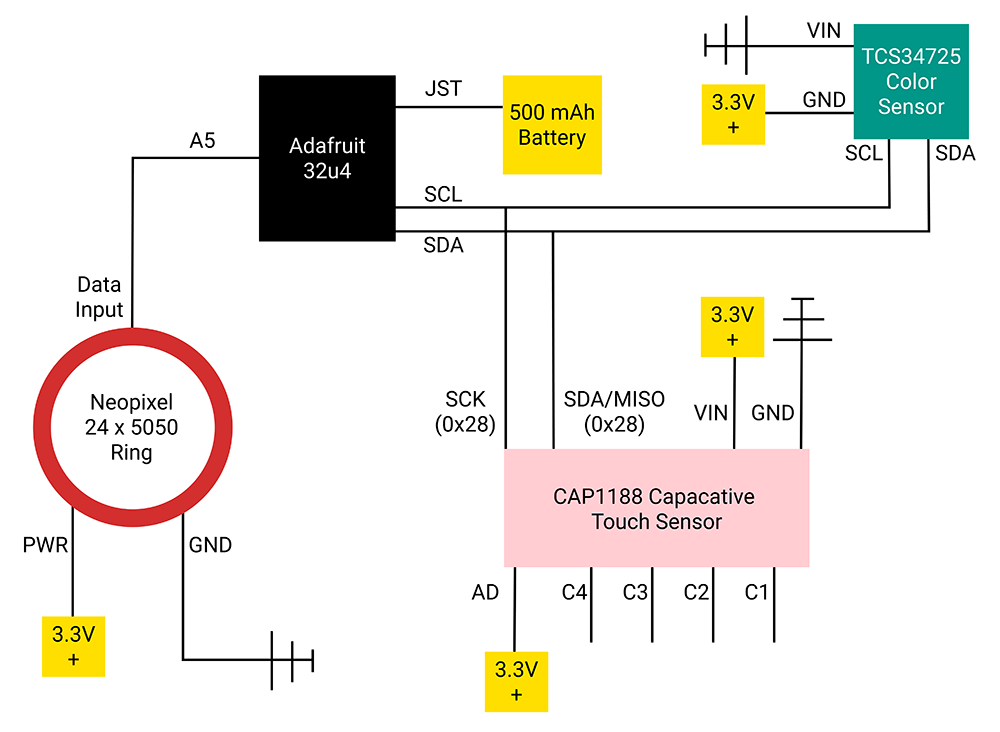 VIN
TCS34725
Color
Sensor
3.3V
+
GND
SCL
SDA
JST
500 mAh
Battery
Adafruit
32u4
A5
SCL
SDA
Data
Input
Neopixel
24 x 5050
Ring
PWR
GND
3.3V
+
3.3V
+
SCK
(0x28)
SDA/MISO
(0x28)
VIN
GND
CAP1188 Capacative
Touch Sensor
AD
C4
C3
C2
C1
3.3V
+